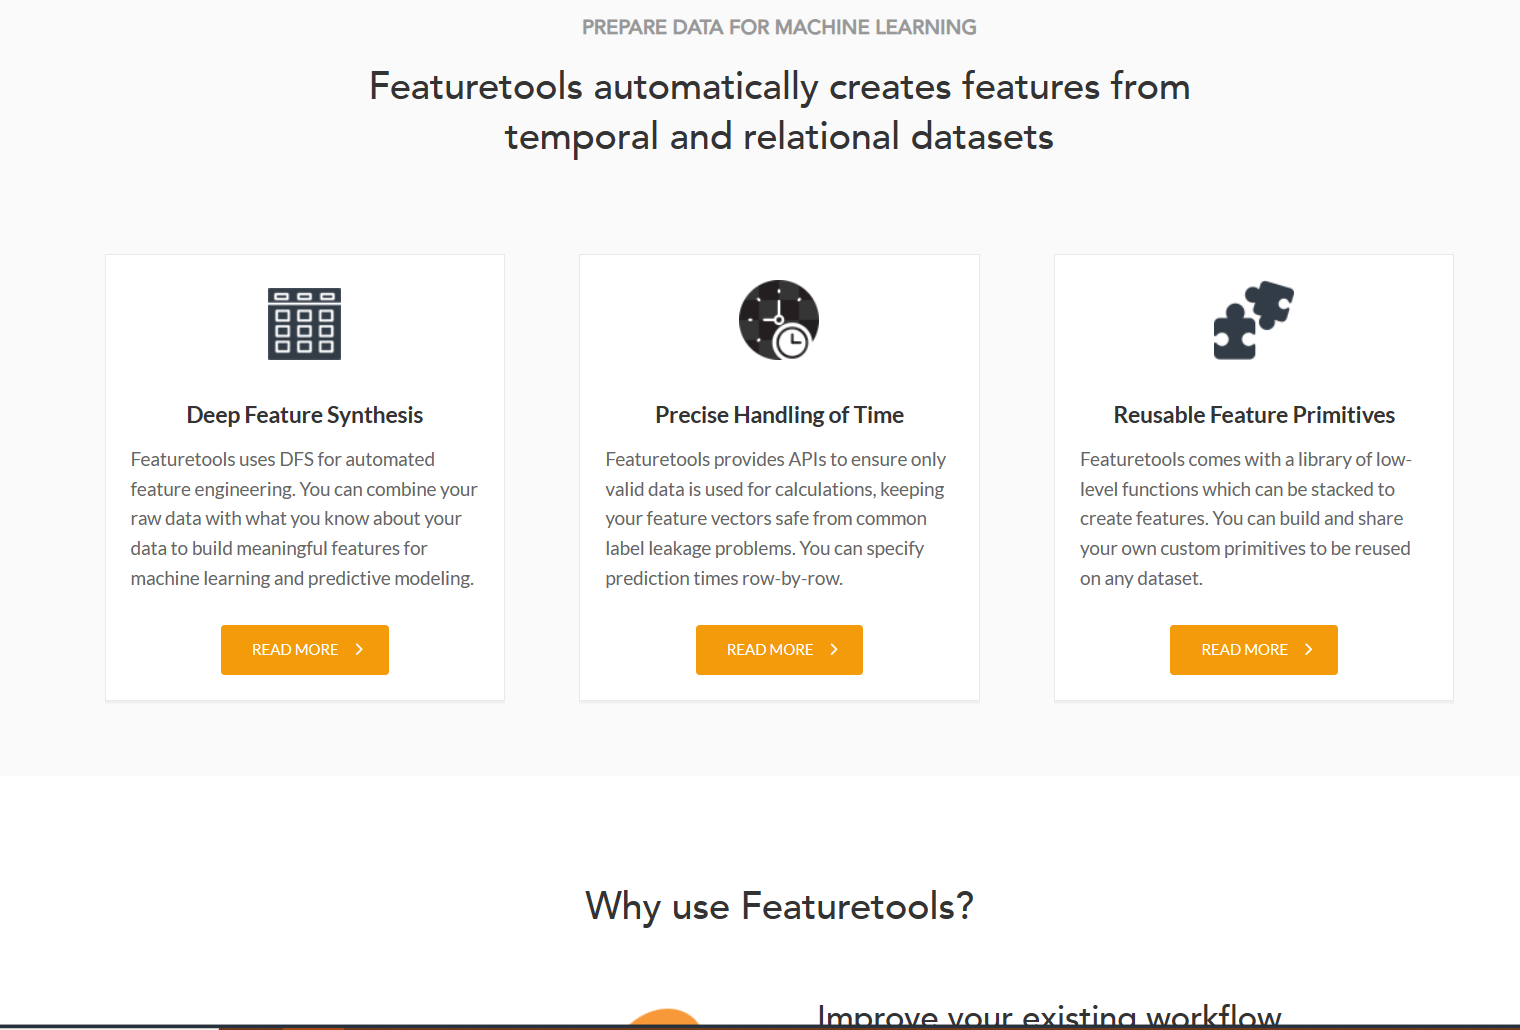 PREPARE DATA FOR MACHINE LEARNING
Featuretools automatically creates features from
temporal and relational datasets
Deep Feature Synthesis
Featuretools uses DFS for automated
feature engineering. You can combine your
raw data with what you know about your
data to build meaningful features for
machine learning and predictive modeling.
READ MORE
Precise Handling of Time
Featuretools provides APIs to ensure only
valid data is used for calculations, keeping
your feature vectors safe from common
label leakage problems. You can specify
prediction times row-by-row.
READ MORE
Reusable Feature Primitives
Featuretools comes with a library of low-
level functions which can be stacked to
create features. You can build and share
your own custom primitives to be reused
on any dataset.
READ MORE
Why use Featuretools?
Improve your existing workflow